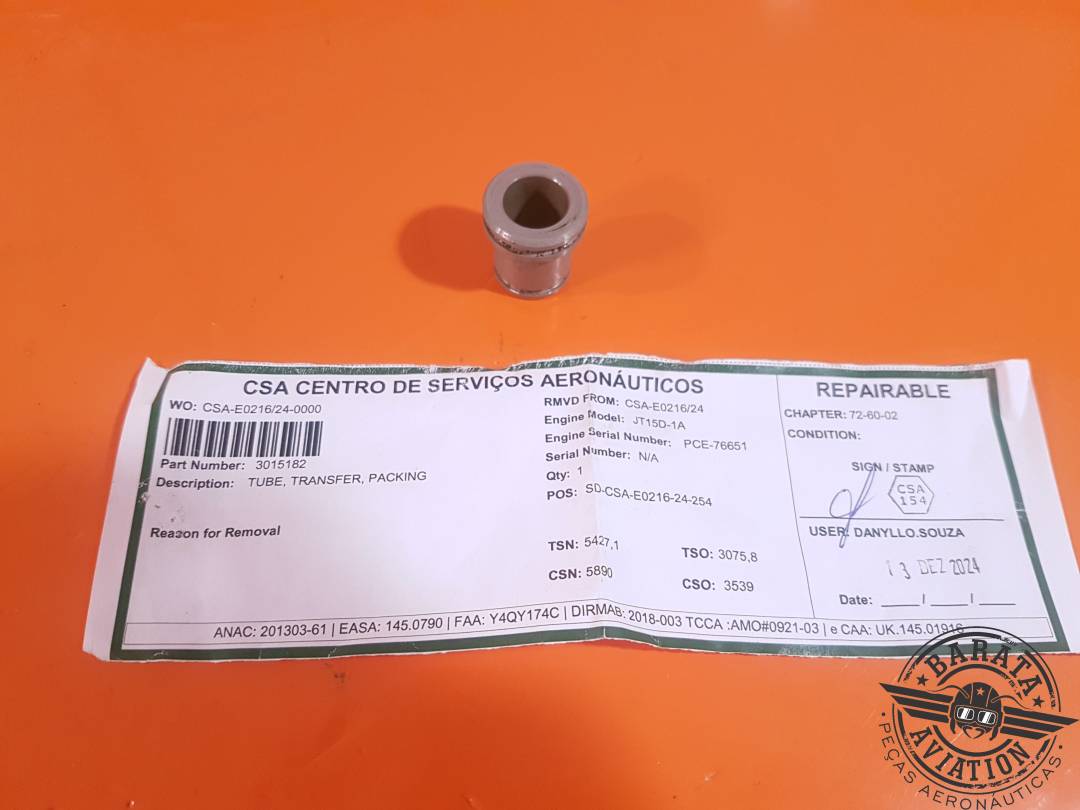 CSA CENTRO DE SERVIÇOS AERONÁUTICOS
WO: CSA-E0216/24-0000
Part Number: 3015182
Description: TUBE, TRANSFER, PACKING
Reason for Removal
RMVD FROM: CSA-E0216/24
Engine Model: JT15D-1A
Engine Serial Number: PCE-76651
Serial Number: N/A
Qty: 1
POS: SD-CSA-E0216-24-254
TSN: 5427,1 TSO: 3075,8
CSN: 5890 CSO: 3539
REPAIRABLE
CHAPTER: 72-60-02
CONDITION:
SIGN / STAMP
CSA
154
USER: DANYLLO.SOUZA
13 DEZ 2024
Date: ____/____/____
ANAC: 201303-61 | EASA: 145.0790 | FAA: Y4QY174C | DIRMAB: 2018-003 TCCA :AMO#0921-03 | e CAA: UK.145.01916
BARATA
AVIATION
PEÇAS AERONÁUTICAS